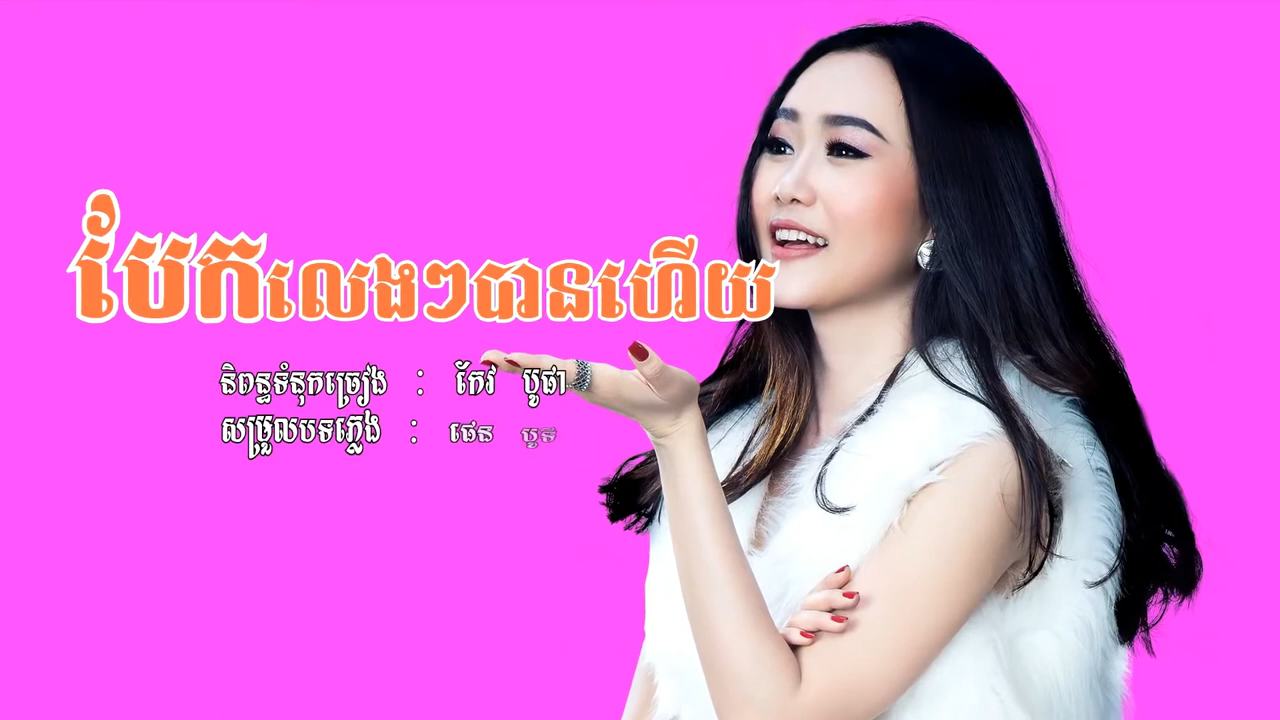 បែកលេងៗបានហើយ
និពន្ធទំនុកច្រៀង : កែវ បូផា
សម្រួលបទភ្លេង : ផេន